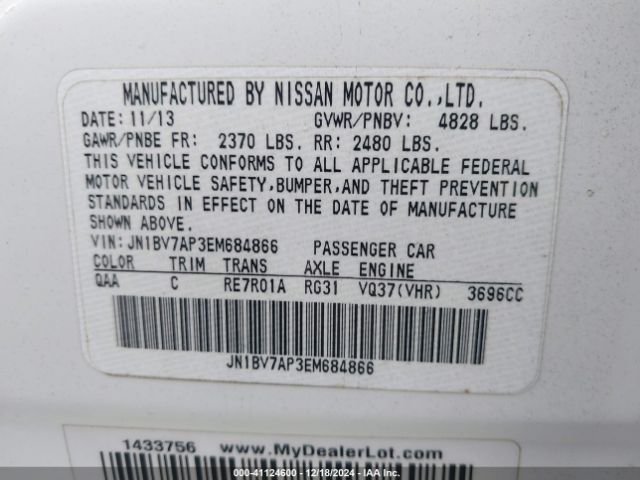 MANUFACTURED BY NISSAN MOTOR CO.,LTD.
DATE: 11/13 GVWR/PNBV: 4828 LBS.
GAWR/PNBE FR: 2370 LBS. RR: 2480 LBS.
THIS VEHICLE CONFORMS TO ALL APPLICABLE FEDERAL
MOTOR VEHICLE SAFETY,BUMPER,AND THEFT PREVENTION
STANDARDS IN EFFECT ON THE DATE OF MANUFACTURE
SHOWN ABOVE.
VIN: JN1BV7AP3EM684866 PASSENGER CAR
COLOR TRIM TRANS AXLE ENGINE
QAA C RE7R01A RG31 VQ37(VHR) 3696CC
JN1BV7AP3EM684866
1433756 www.MyDealerLot.com
000-41124600 - 12/18/2024 - IAA Inc.